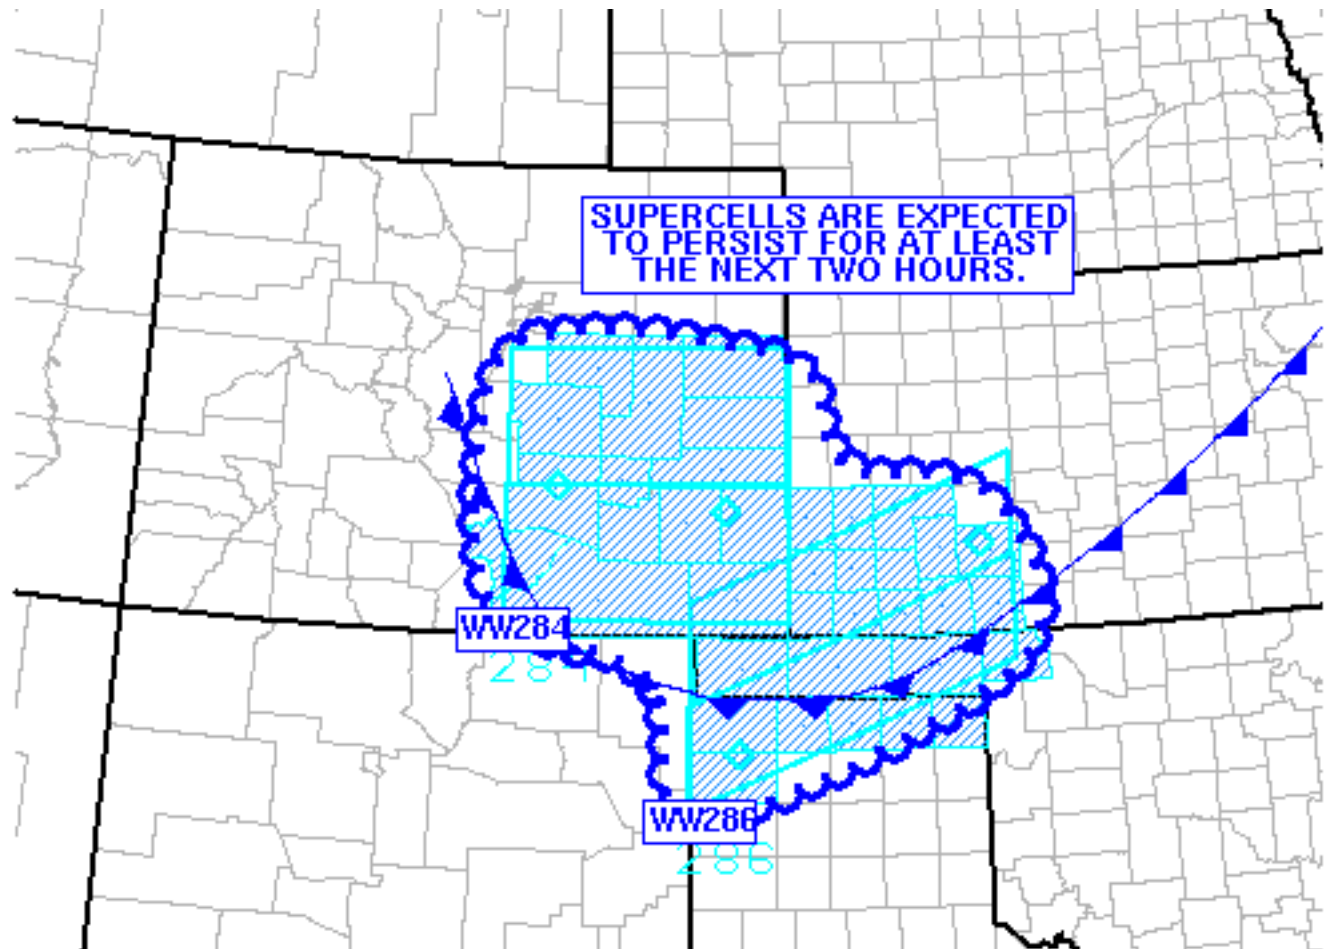 SUPERCELLS ARE EXPECTED
TO PERSIST FOR AT LEAST
THE NEXT TWO HOURS.
WW284
284
WW286
286